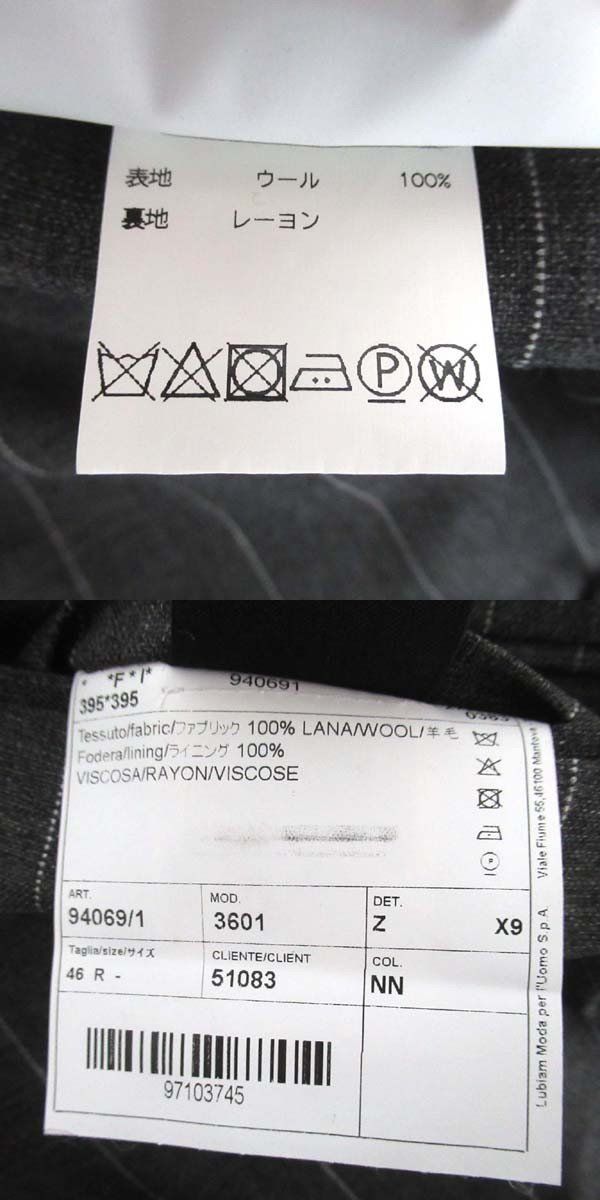 表地 ウール 100%
裏地 レーヨン
P W
*F*I*
395*395
940691
Tessuto/fabric/ファブリック 100% LANA/WOOL/羊毛
Fodera/lining/ライニング 100%
VISCOSA/RAYON/VISCOSE
ART.
94069/1
MOD.
3601
DET.
Z X9
Taglia/size/サイズ
46 R -
CLIENTE/CLIENT
51083
COL.
NN
97103745
Lubiam Moda per l'Uomo S.p.A. Viale Fiume 55,46100 Mantova